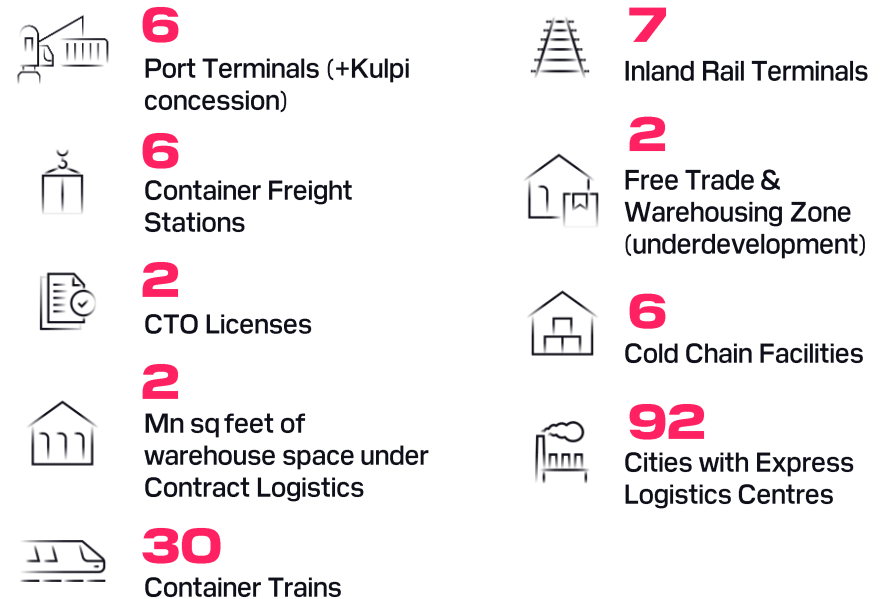 6
Port Terminals (+Kulpi
concession)
6
Container Freight
Stations
2
CTO Licenses
2
Mn sq feet of
warehouse space under
Contract Logistics
30
Container Trains
7
Inland Rail Terminals
2
Free Trade &
Warehousing Zone
(underdevelopment)
6
Cold Chain Facilities
92
Cities with Express
Logistics Centres